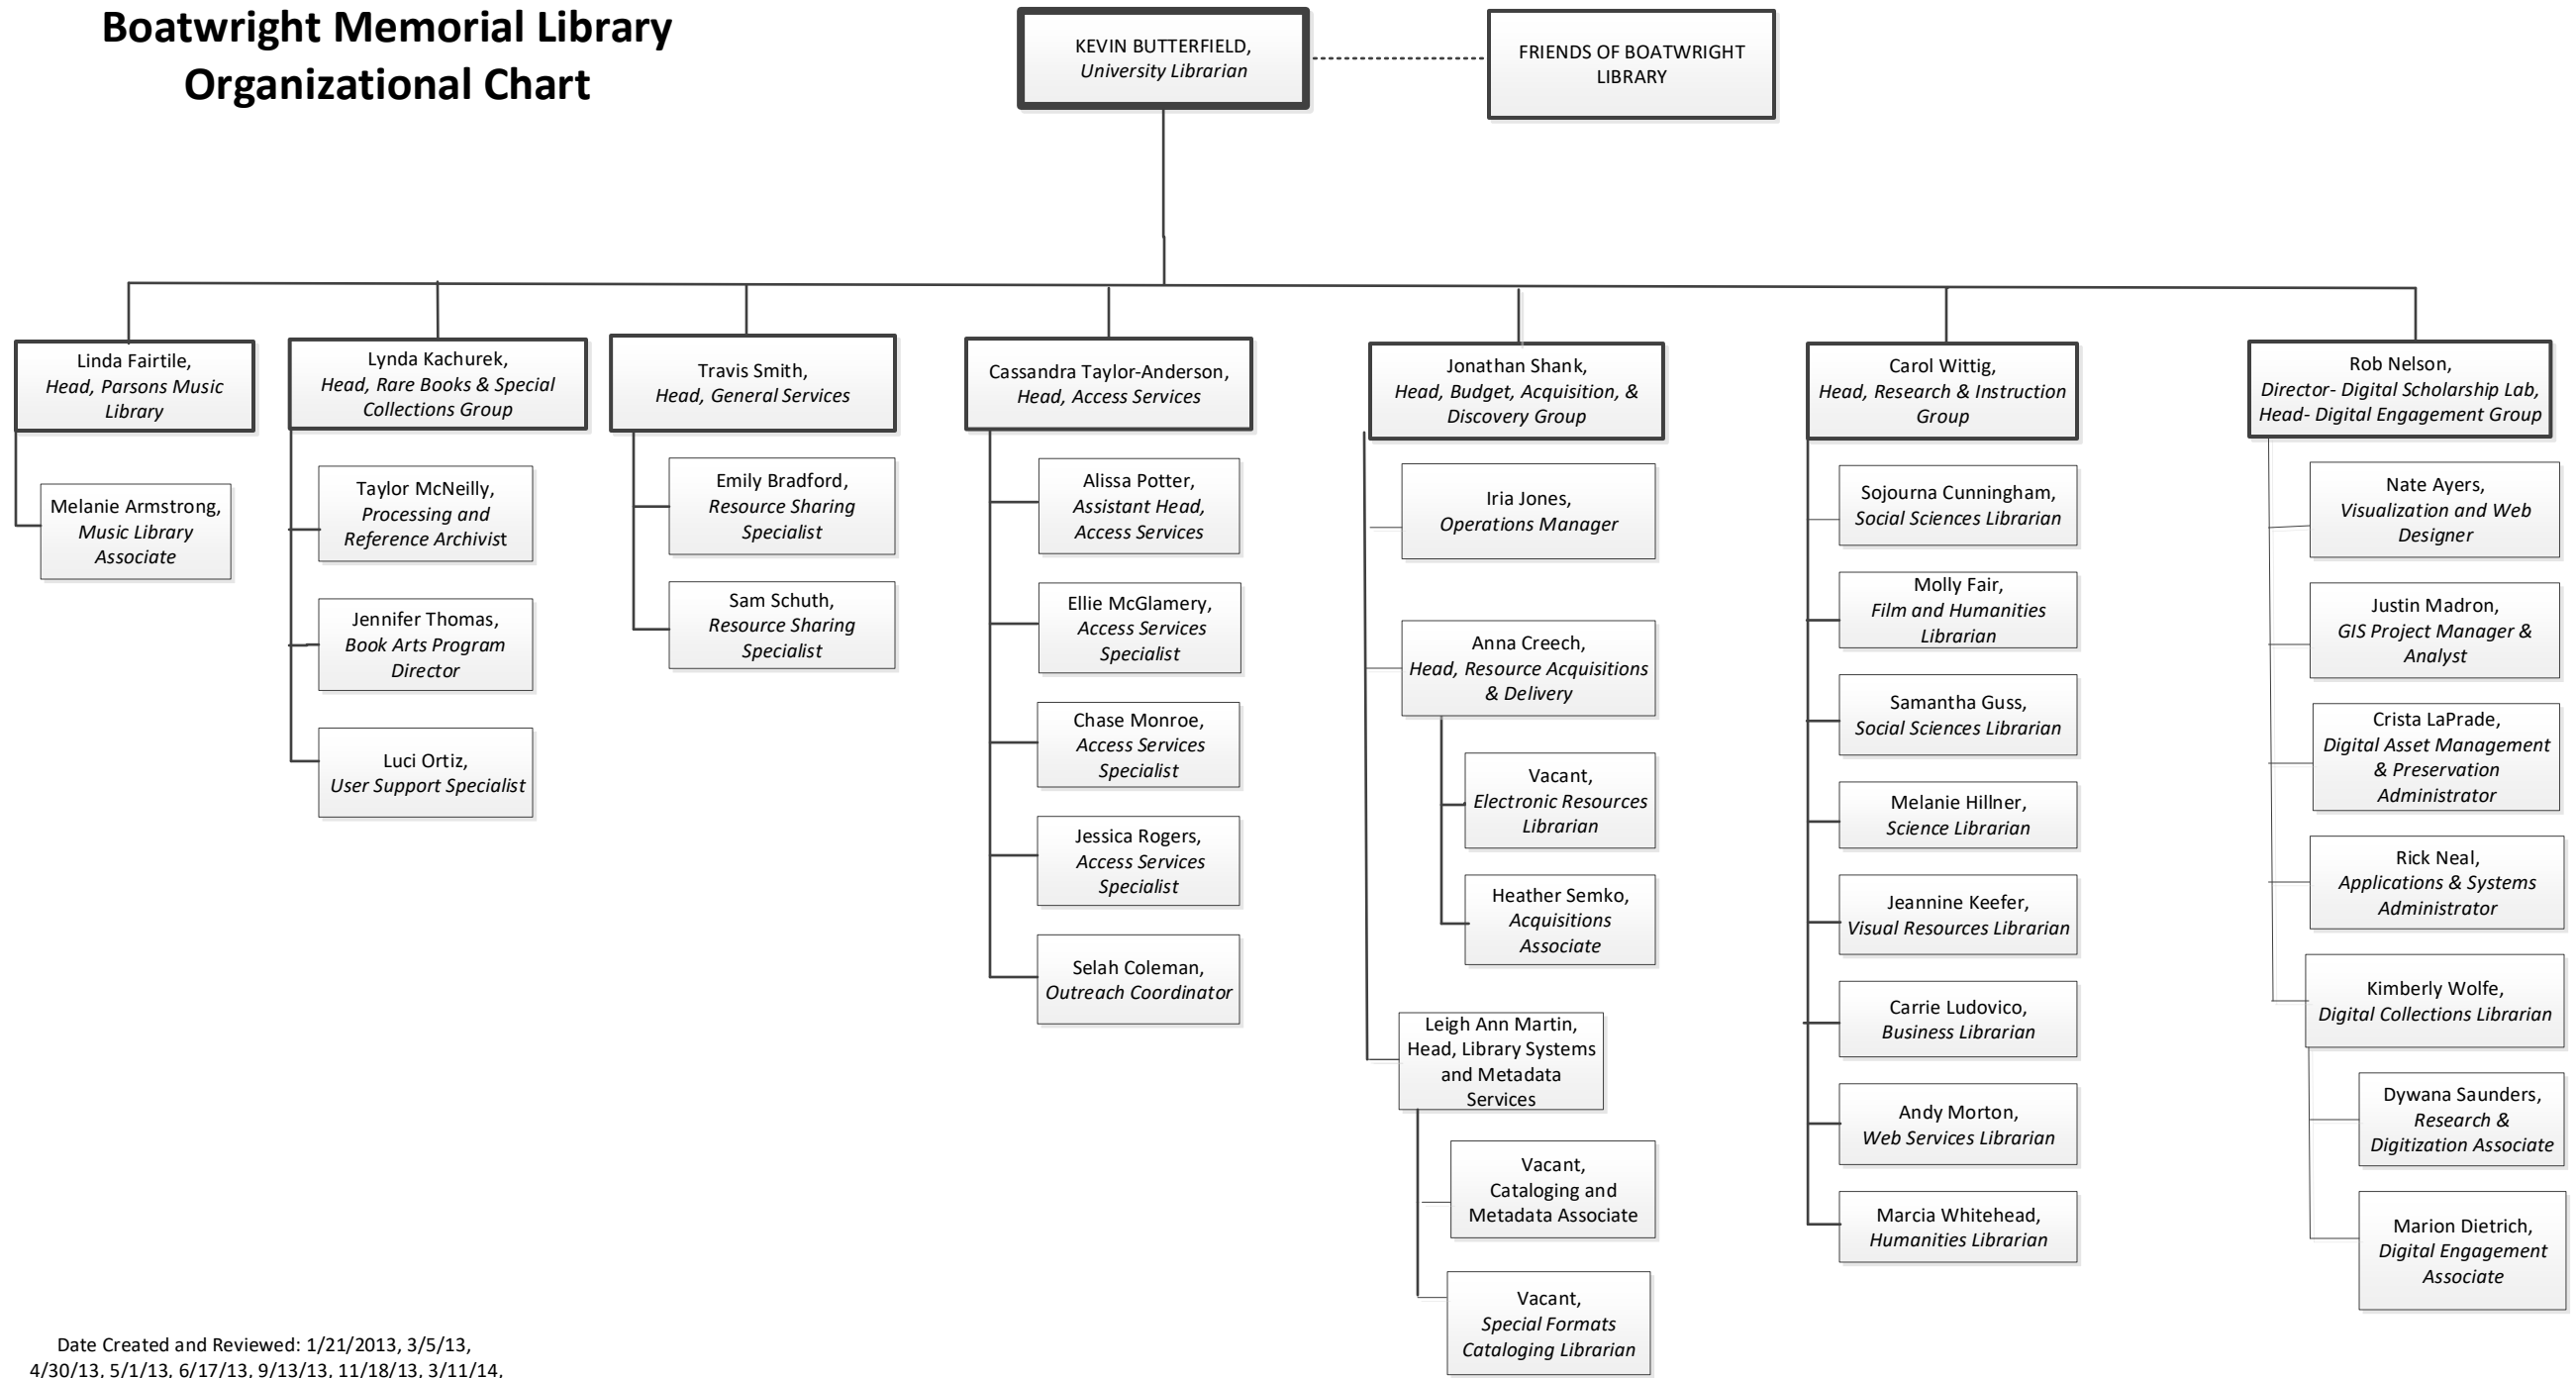 Boatwright Memorial Library
Organizational Chart
KEVIN BUTTERFIELD,
University Librarian
FRIENDS OF BOATWRIGHT
LIBRARY
Linda Fairtile,
Head, Parsons Music
Library
Melanie Armstrong,
Music Library
Associate
Lynda Kachurek,
Head, Rare Books & Special
Collections Group
Taylor McNeilly,
Processing and
Reference Archivist
Jennifer Thomas,
Book Arts Program
Director
Luci Ortiz,
User Support Specialist
Travis Smith,
Head, General Services
Emily Bradford,
Resource Sharing
Specialist
Sam Schuth,
Resource Sharing
Specialist
Cassandra Taylor-Anderson,
Head, Access Services
Alissa Potter,
Assistant Head,
Access Services
Ellie McGlamery,
Access Services
Specialist
Chase Monroe,
Access Services
Specialist
Jessica Rogers,
Access Services
Specialist
Selah Coleman,
Outreach Coordinator
Jonathan Shank,
Head, Budget, Acquisition, &
Discovery Group
Iria Jones,
Operations Manager
Anna Creech,
Head, Resource Acquisitions
& Delivery
Vacant,
Electronic Resources
Librarian
Heather Semko,
Acquisitions
Associate
Leigh Ann Martin,
Head, Library Systems
and Metadata
Services
Vacant,
Cataloging and
Metadata Associate
Vacant,
Special Formats
Cataloging Librarian
Carol Wittig,
Head, Research & Instruction
Group
Sojourna Cunningham,
Social Sciences Librarian
Molly Fair,
Film and Humanities
Librarian
Samantha Guss,
Social Sciences Librarian
Melanie Hillner,
Science Librarian
Jeannine Keefer,
Visual Resources Librarian
Carrie Ludovico,
Business Librarian
Andy Morton,
Web Services Librarian
Marcia Whitehead,
Humanities Librarian
Rob Nelson,
Director- Digital Scholarship Lab,
Head- Digital Engagement Group
Nate Ayers,
Visualization and Web
Designer
Justin Madron,
GIS Project Manager &
Analyst
Crista LaPrade,
Digital Asset Management
& Preservation
Administrator
Rick Neal,
Applications & Systems
Administrator
Kimberly Wolfe,
Digital Collections Librarian
Dywana Saunders,
Research &
Digitization Associate
Marion Dietrich,
Digital Engagement
Associate
Date Created and Reviewed: 1/21/2013, 3/5/13,
4/30/13, 5/1/13, 6/17/13, 9/13/13, 11/18/13, 3/11/14,